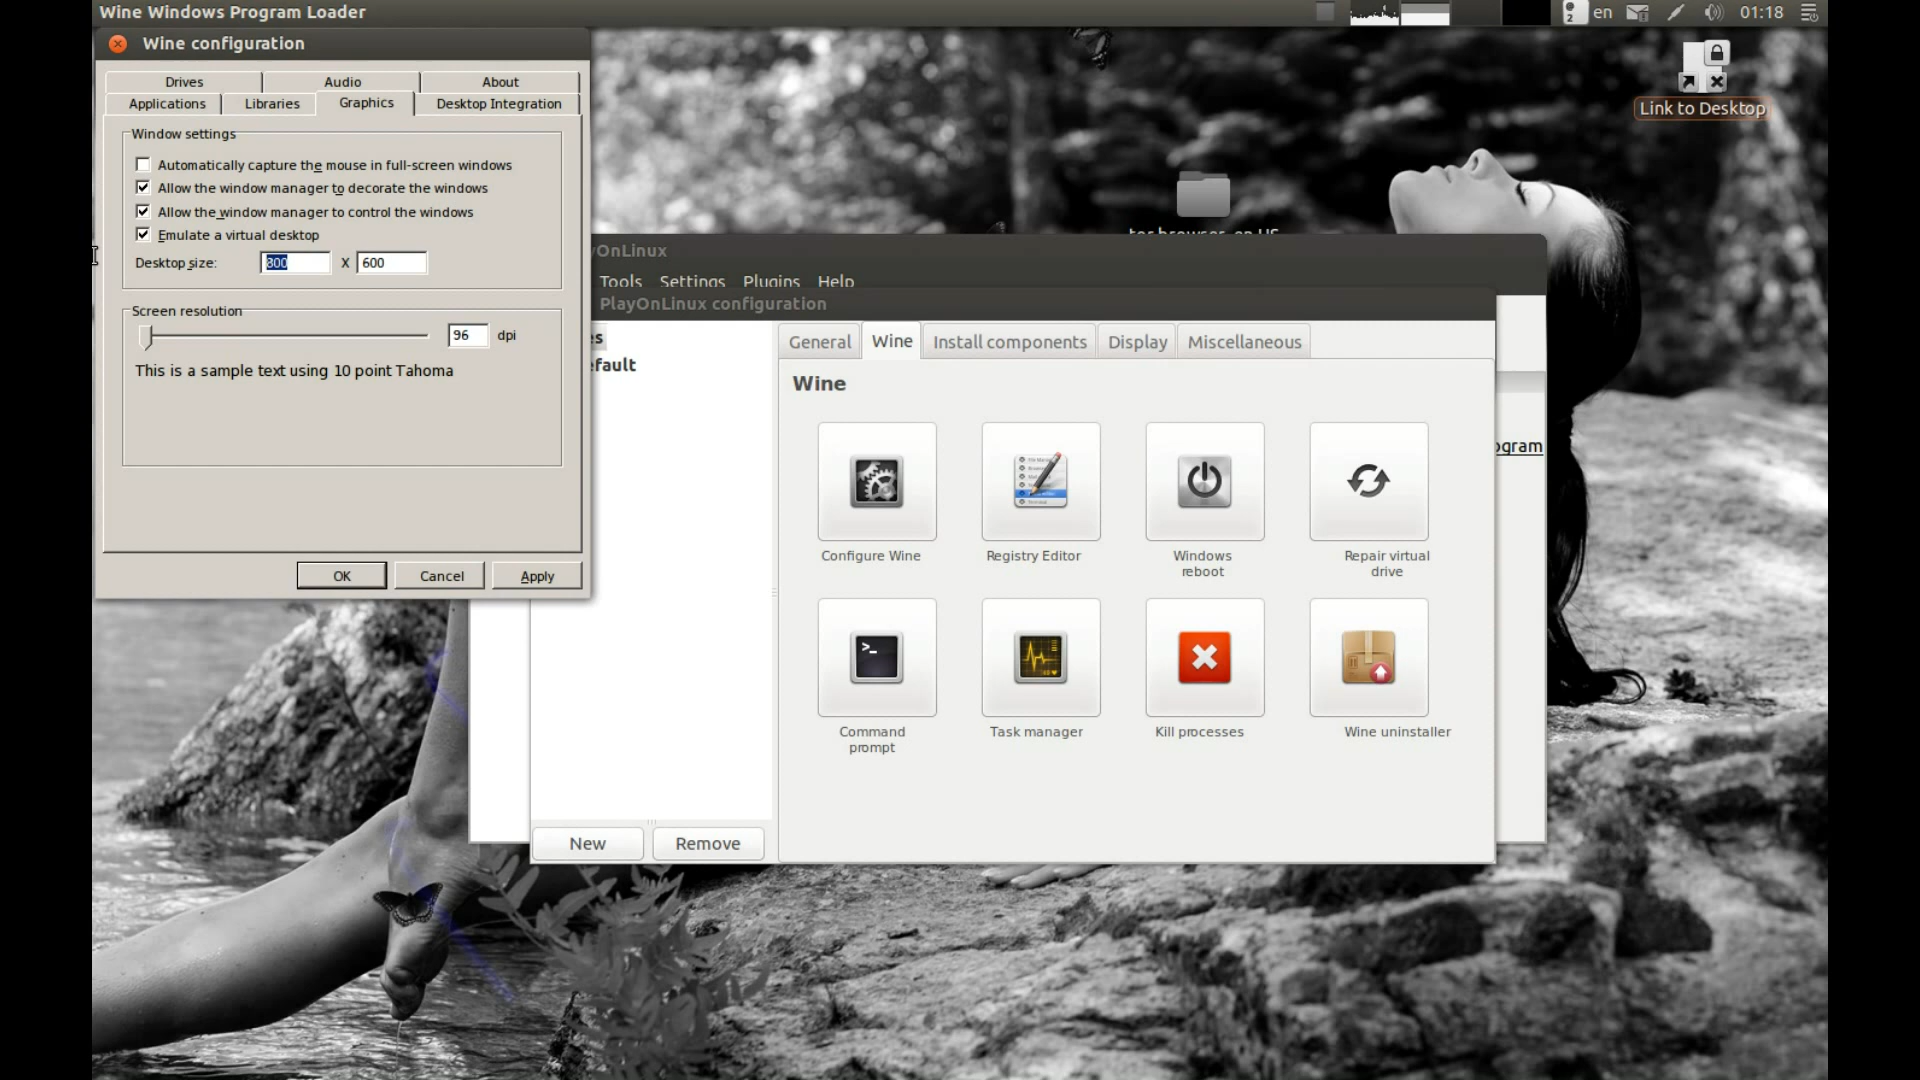 Wine Windows Program Loader
2
en
01:18
Wine configuration
Drives
Audio
About
Applications
Libraries
Graphics
Desktop Integration
Window settings
Automatically capture the mouse in full-screen windows
Allow the window manager to decorate the windows
Allow the window manager to control the windows
Emulate a virtual desktop
Desktop size:
800
X
600
Screen resolution
96
dpi
This is a sample text using 10 point Tahoma
OK
Cancel
Apply
Link to Desktop
yOnLinux
Tools
Settings
Plugins
Help
PlayOnLinux configuration
es
efault
General
Wine
Install components
Display
Miscellaneous
Wine
Configure Wine
Registry Editor
Windows
reboot
Repair virtual
drive
Command
prompt
Task manager
Kill processes
Wine uninstaller
New
Remove
ogram